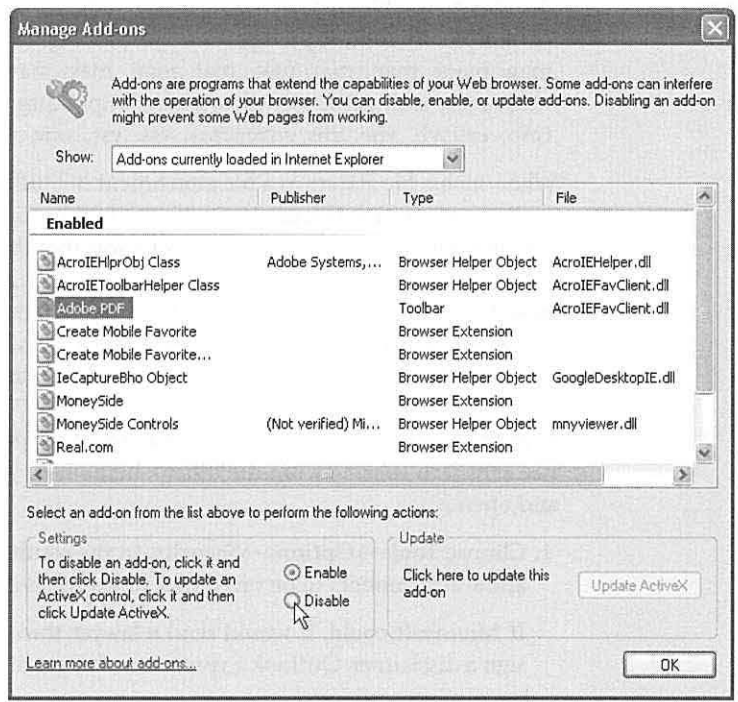 Manage Add-ons
Add-ons are programs that extend the capabilities of your Web browser. Some add-ons can interfere
with the operation of your browser. You can disable, enable, or update add-ons. Disabling an add-on
might prevent some Web pages from working.
Show: Add-ons currently loaded in Internet Explorer
Name Publisher Type File
Enabled
AcroIEHlprObj Class Adobe Systems,... Browser Helper Object AcroIEHelper.dll
AcroIEToolbarHelper Class Browser Helper Object AcroIEFavClient.dll
Adobe PDF Toolbar AcroIEFavClient.dll
Create Mobile Favorite Browser Extension
Create Mobile Favorite... Browser Extension
IeCaptureBho Object Browser Helper Object GoogleDesktopIE.dll
MoneySide Browser Extension
MoneySide Controls (Not verified) Mi... Browser Helper Object mnyviewer.dll
Real.com Browser Extension
Select an add-on from the list above to perform the following actions:
Settings
To disable an add-on, click it and
then click Disable. To update an
ActiveX control, click it and then
click Update ActiveX.
Enable
Disable
Update
Click here to update this
add-on
Update ActiveX
Learn more about add-ons...
OK